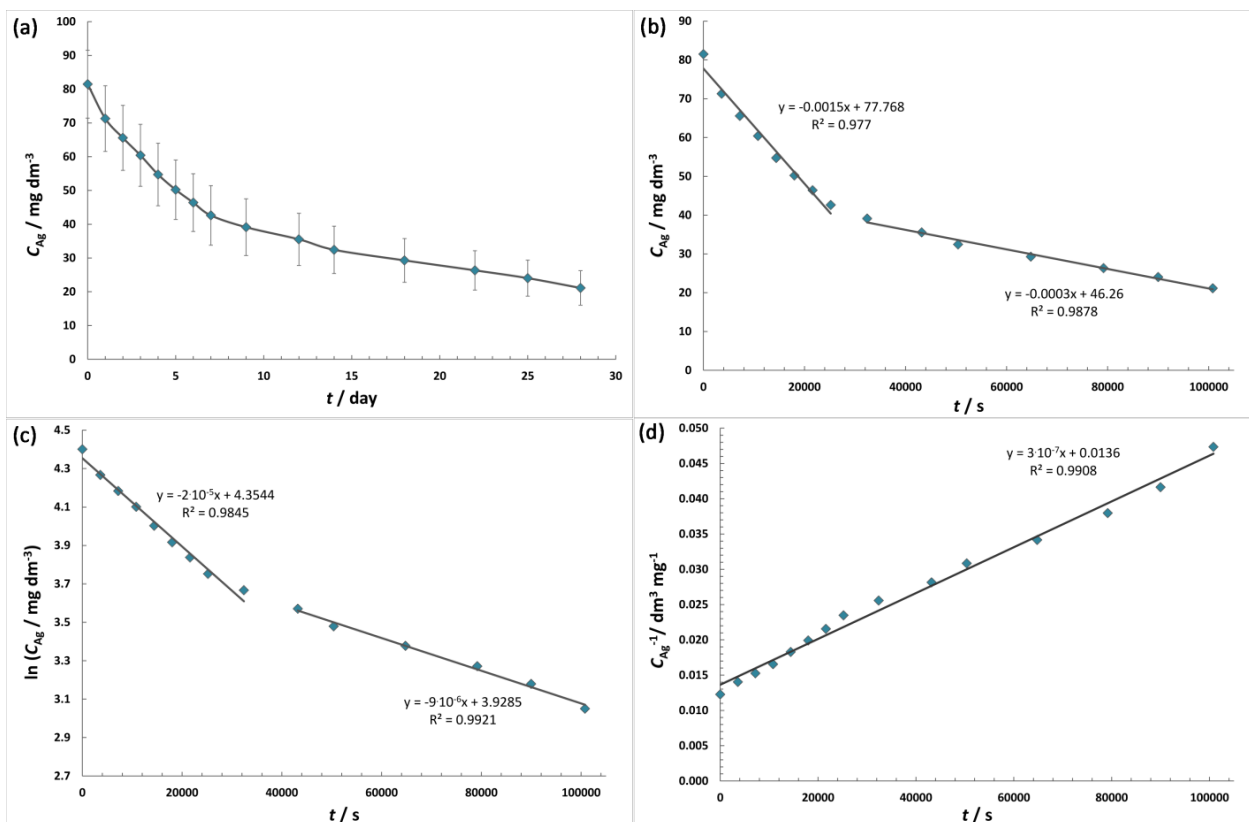 (a)
100
90
80
70
60
50
40
30
20
10
0
C_Ag / mg dm⁻³
0 5 10 15 20 25 30
t / day
(b)
90
80
70
60
50
40
30
20
10
0
C_Ag / mg dm⁻³
y = -0.0015x + 77.768
R² = 0.977
y = -0.0003x + 46.26
R² = 0.9878
0 20000 40000 60000 80000 100000
t / s
(c)
4.5
4.3
4.1
3.9
3.7
3.5
3.3
3.1
2.9
2.7
ln (C_Ag / mg dm⁻³)
y = -2·10⁻⁵x + 4.3544
R² = 0.9845
y = -9·10⁻⁶x + 3.9285
R² = 0.9921
0 20000 40000 60000 80000 100000
t / s
(d)
0.050
0.045
0.040
0.035
0.030
0.025
0.020
0.015
0.010
0.005
0.000
C_Ag⁻¹ / dm³ mg⁻¹
y = 3·10⁻⁷x + 0.0136
R² = 0.9908
0 20000 40000 60000 80000 100000
t / s